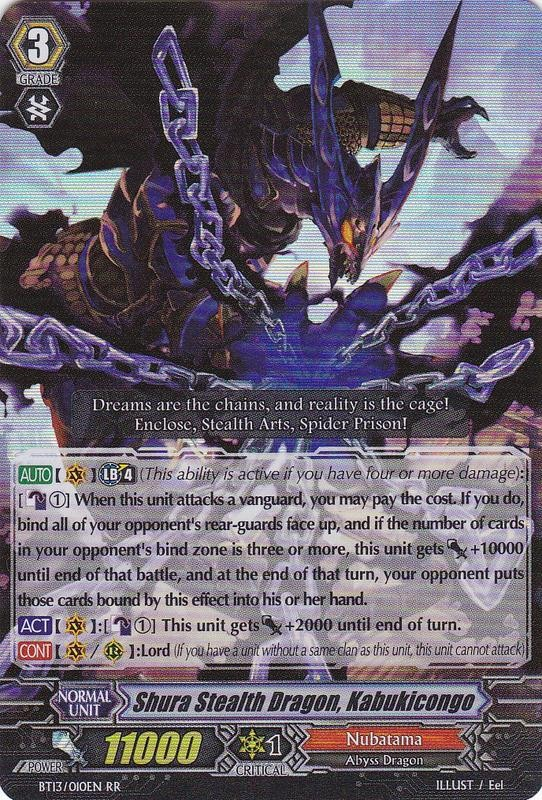 3
GRADE
Dreams are the chains, and reality is the cage!
Enclose, Stealth Arts, Spider Prison!
AUTO【 】LB 4 (This ability is active if you have four or more damage):
[ ①] When this unit attacks a vanguard, you may pay the cost. If you do,
bind all of your opponent's rear-guards face up, and if the number of cards
in your opponent's bind zone is three or more, this unit gets +10000
until end of that battle, and at the end of that turn, your opponent puts
those cards bound by this effect into his or her hand.
ACT【 】:[ ①] This unit gets +2000 until end of turn.
CONT【 / 】:Lord (If you have a unit without a same clan as this unit, this unit cannot attack)
NORMAL
UNIT
Shura Stealth Dragon, Kabukicongo
POWER 11000
1
CRITICAL
Nubatama
Abyss Dragon
BT13/010EN RR
ILLUST / Eel